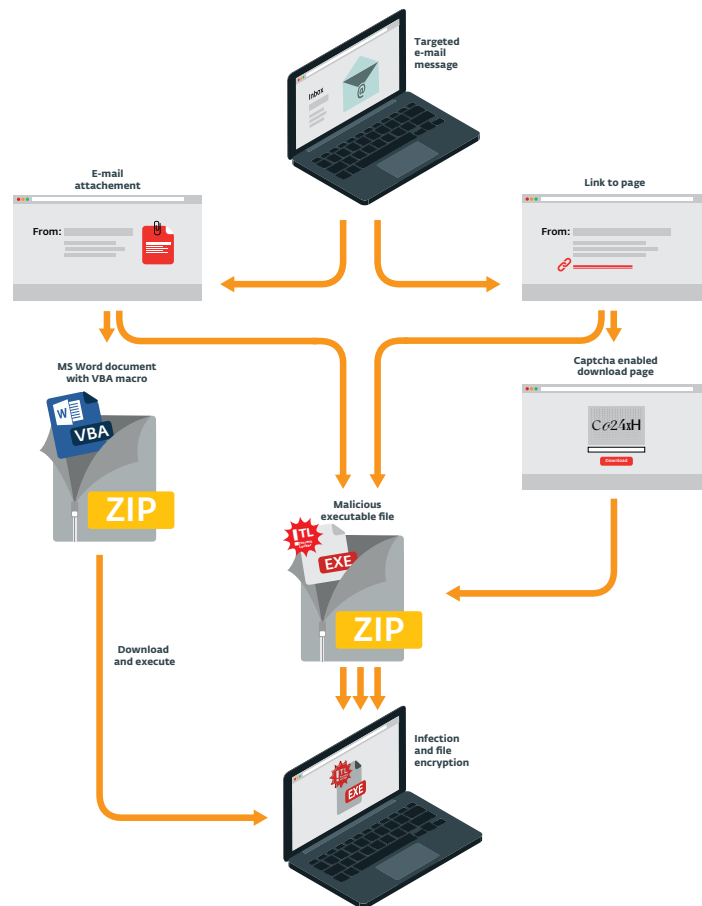 Targeted
e-mail
message
Inbox
@
E-mail
attachement
From:
Link to page
From:
MS Word document
with VBA macro
W
VBA
ZIP
Captcha enabled
download page
Co24xH
Download
Malicious
executable file
!TL
EXE
ZIP
Download
and execute
Infection
and file
encryption
!TL
EXE